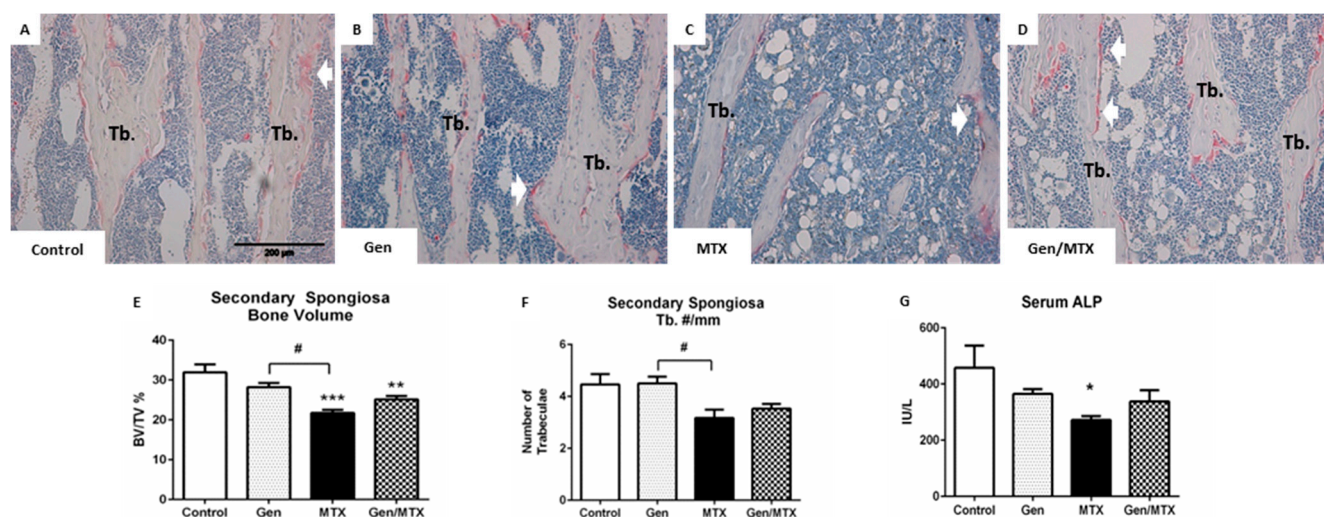 A
B
C
D
Tb.
Tb.
Tb.
Tb.
Tb.
Tb.
Tb.
Tb.
Control
200 µm
Gen
MTX
Gen/MTX
E
Secondary Spongiosa
Bone Volume
BV/TV %
40
30
20
10
0
#
***
**
Control
Gen
MTX
Gen/MTX
F
Secondary Spongiosa
Tb. #/mm
Number of
Trabeculae
6
4
2
0
#
Control
Gen
MTX
Gen/MTX
G
Serum ALP
IU/L
600
400
200
0
*
Control
Gen
MTX
Gen/MTX